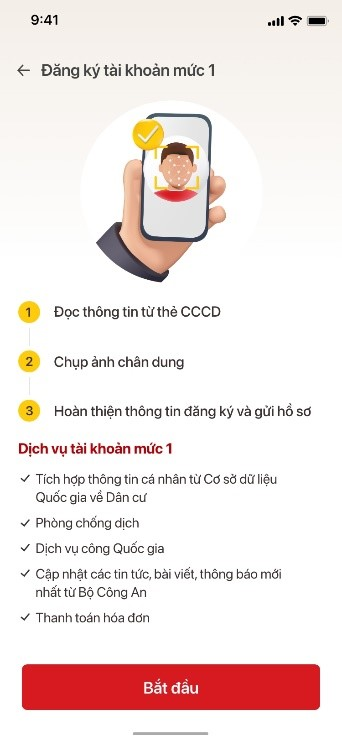 9:41
Đăng ký tài khoản mức 1
1 Đọc thông tin từ thẻ CCCD
2 Chụp ảnh chân dung
3 Hoàn thiện thông tin đăng ký và gửi hồ sơ
Dịch vụ tài khoản mức 1
Tích hợp thông tin cá nhân từ Cơ sở dữ liệu
Quốc gia về Dân cư
Phòng chống dịch
Dịch vụ công Quốc gia
Cập nhật các tin tức, bài viết, thông báo mới
nhất từ Bộ Công An
Thanh toán hóa đơn
Bắt đầu